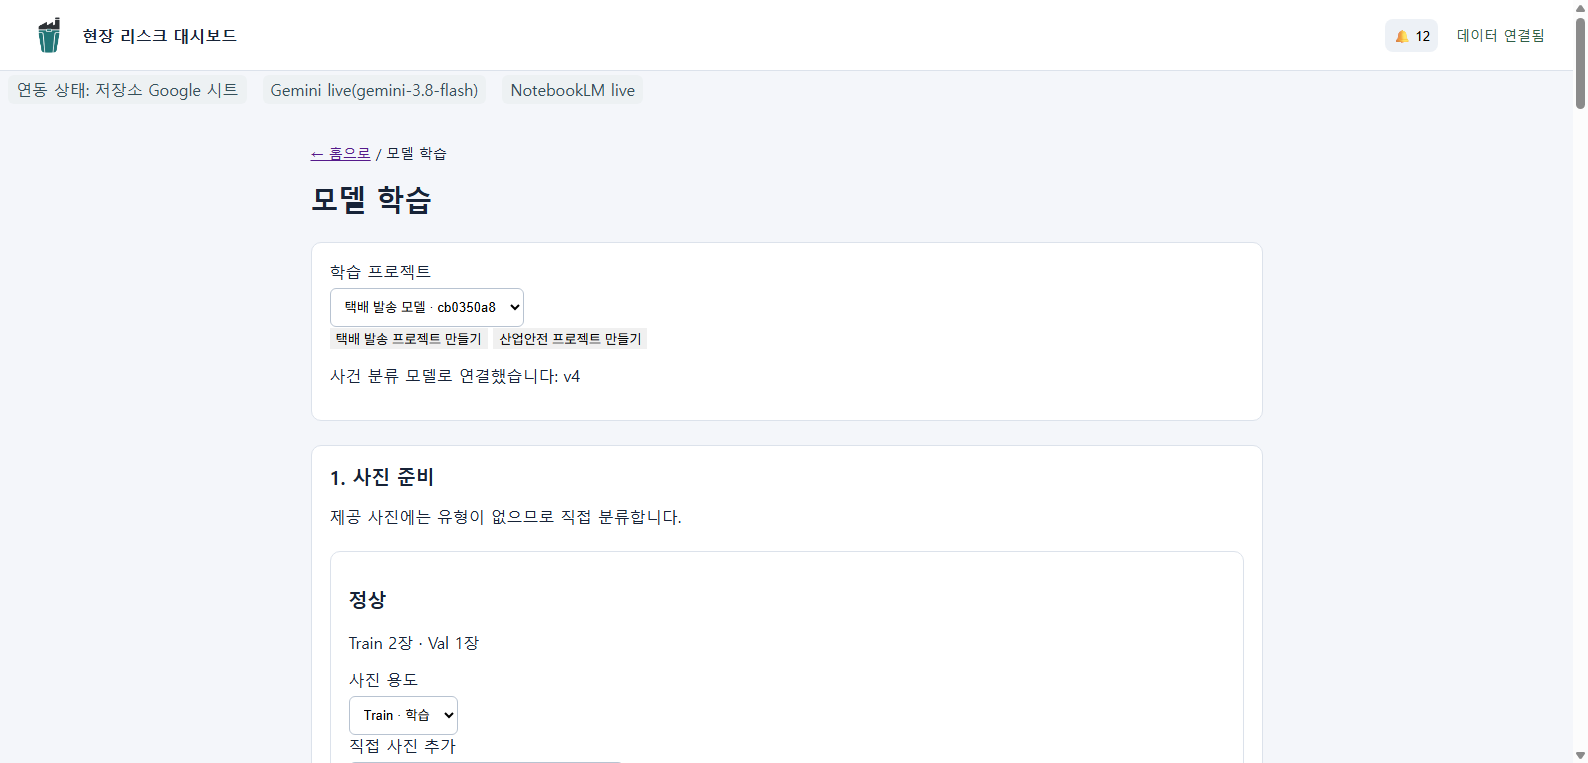 현장 리스크 대시보드
🔔 12 데이터 연결됨
연동 상태: 저장소 Google 시트 Gemini live(gemini-3.8-flash) NotebookLM live
← 홈으로 / 모델 학습
모델 학습
학습 프로젝트
택배 발송 모델 · cb0350a8
택배 발송 프로젝트 만들기 산업안전 프로젝트 만들기
사건 분류 모델로 연결했습니다: v4
1. 사진 준비
제공 사진에는 유형이 없으므로 직접 분류합니다.
정상
Train 2장 · Val 1장
사진 용도
Train · 학습
직접 사진 추가